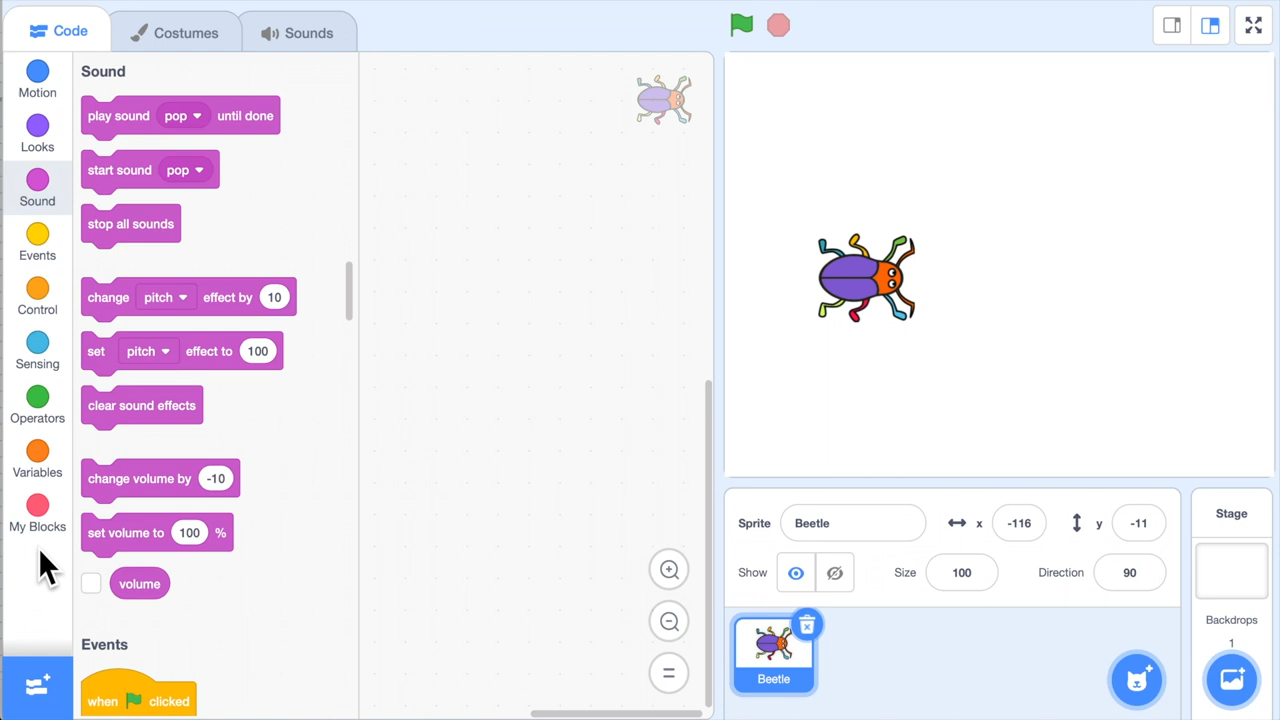 Code
Costumes
Sounds
Motion
Looks
Sound
Events
Control
Sensing
Operators
Variables
My Blocks
Sound
play sound pop until done
start sound pop
stop all sounds
change pitch effect by 10
set pitch effect to 100
clear sound effects
change volume by -10
set volume to 100 %
volume
Events
when clicked
Sprite Beetle x -116 y -11
Show Size 100 Direction 90
Beetle
Stage
Backdrops
1